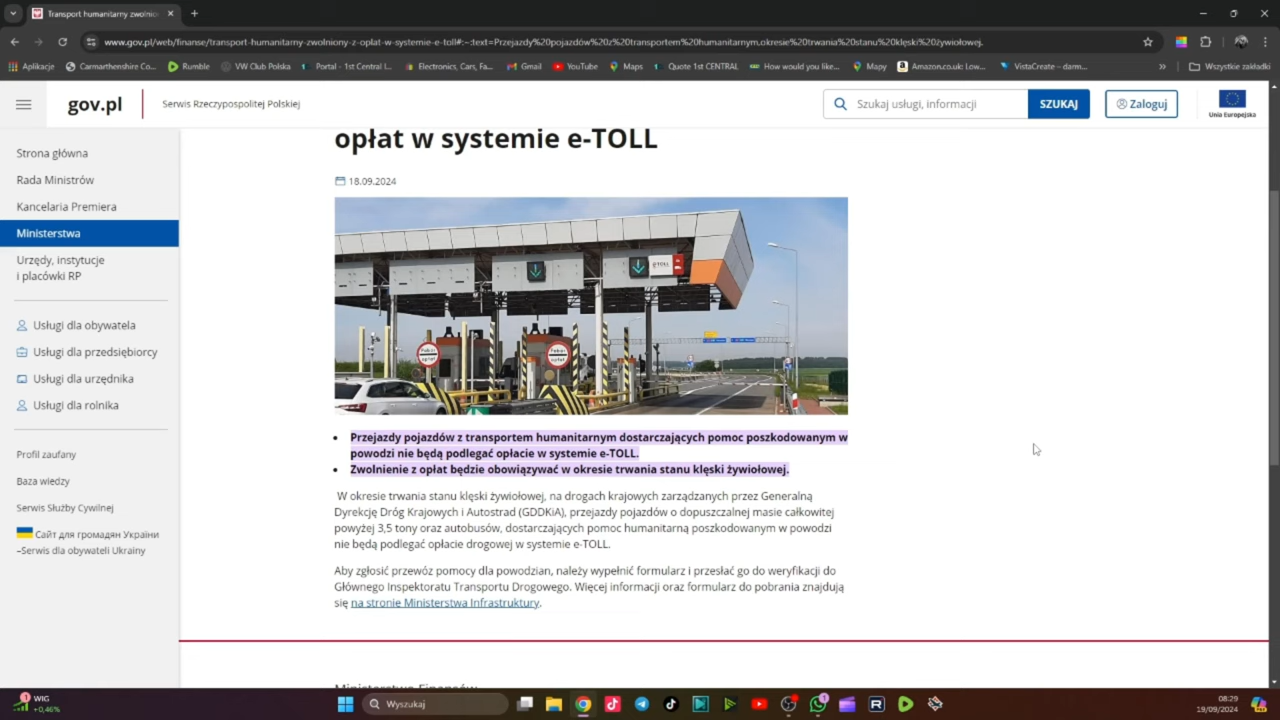 Transport humanitarny zwolnio
www.gov.pl/web/finanse/transport-humanitarny-zwolniony-z-oplat-w-systemie-e-toll#:~:text=Przejazdy%20pojazdów%20z%20transportem%20humanitarnym,okresie%20trwania%20stanu%20klęski%20żywiołowej.
Aplikacje
Carmarthenshire Co...
Rumble
VW Club Polska
Portal - 1st Central I...
Electronics, Cars, Fa...
Gmail
YouTube
Maps
Quote 1st CENTRAL
How would you like...
Mapy
Amazon.co.uk: Low...
VistaCreate – darm...
Wszystkie zakładki
gov.pl
Serwis Rzeczypospolitej Polskiej
Szukaj usługi, informacji
SZUKAJ
Zaloguj
Unia Europejska
Strona główna
Rada Ministrów
Kancelaria Premiera
Ministerstwa
Urzędy, instytucje
i placówki RP
Usługi dla obywatela
Usługi dla przedsiębiorcy
Usługi dla urzędnika
Usługi dla rolnika
Profil zaufany
Baza wiedzy
Serwis Służby Cywilnej
Сайт для громадян України
–Serwis dla obywateli Ukrainy
opłat w systemie e-TOLL
18.09.2024
eTOLL
Pobór
opłat
Pobór
opłat
• Przejazdy pojazdów z transportem humanitarnym dostarczających pomoc poszkodowanym w
powodzi nie będą podlegać opłacie w systemie e-TOLL.
• Zwolnienie z opłat będzie obowiązywać w okresie trwania stanu klęski żywiołowej.
W okresie trwania stanu klęski żywiołowej, na drogach krajowych zarządzanych przez Generalną
Dyrekcję Dróg Krajowych i Autostrad (GDDKiA), przejazdy pojazdów o dopuszczalnej masie całkowitej
powyżej 3,5 tony oraz autobusów, dostarczających pomoc humanitarną poszkodowanym w powodzi
nie będą podlegać opłacie drogowej w systemie e-TOLL.
Aby zgłosić przewóz pomocy dla powodzian, należy wypełnić formularz i przesłać go do weryfikacji do
Głównego Inspektoratu Transportu Drogowego. Więcej informacji oraz formularz do pobrania znajdują
się na stronie Ministerstwa Infrastruktury.
Ministerstwo Finansów
1
WIG
+0,46%
Wyszukaj
1
08:29
19/09/2024